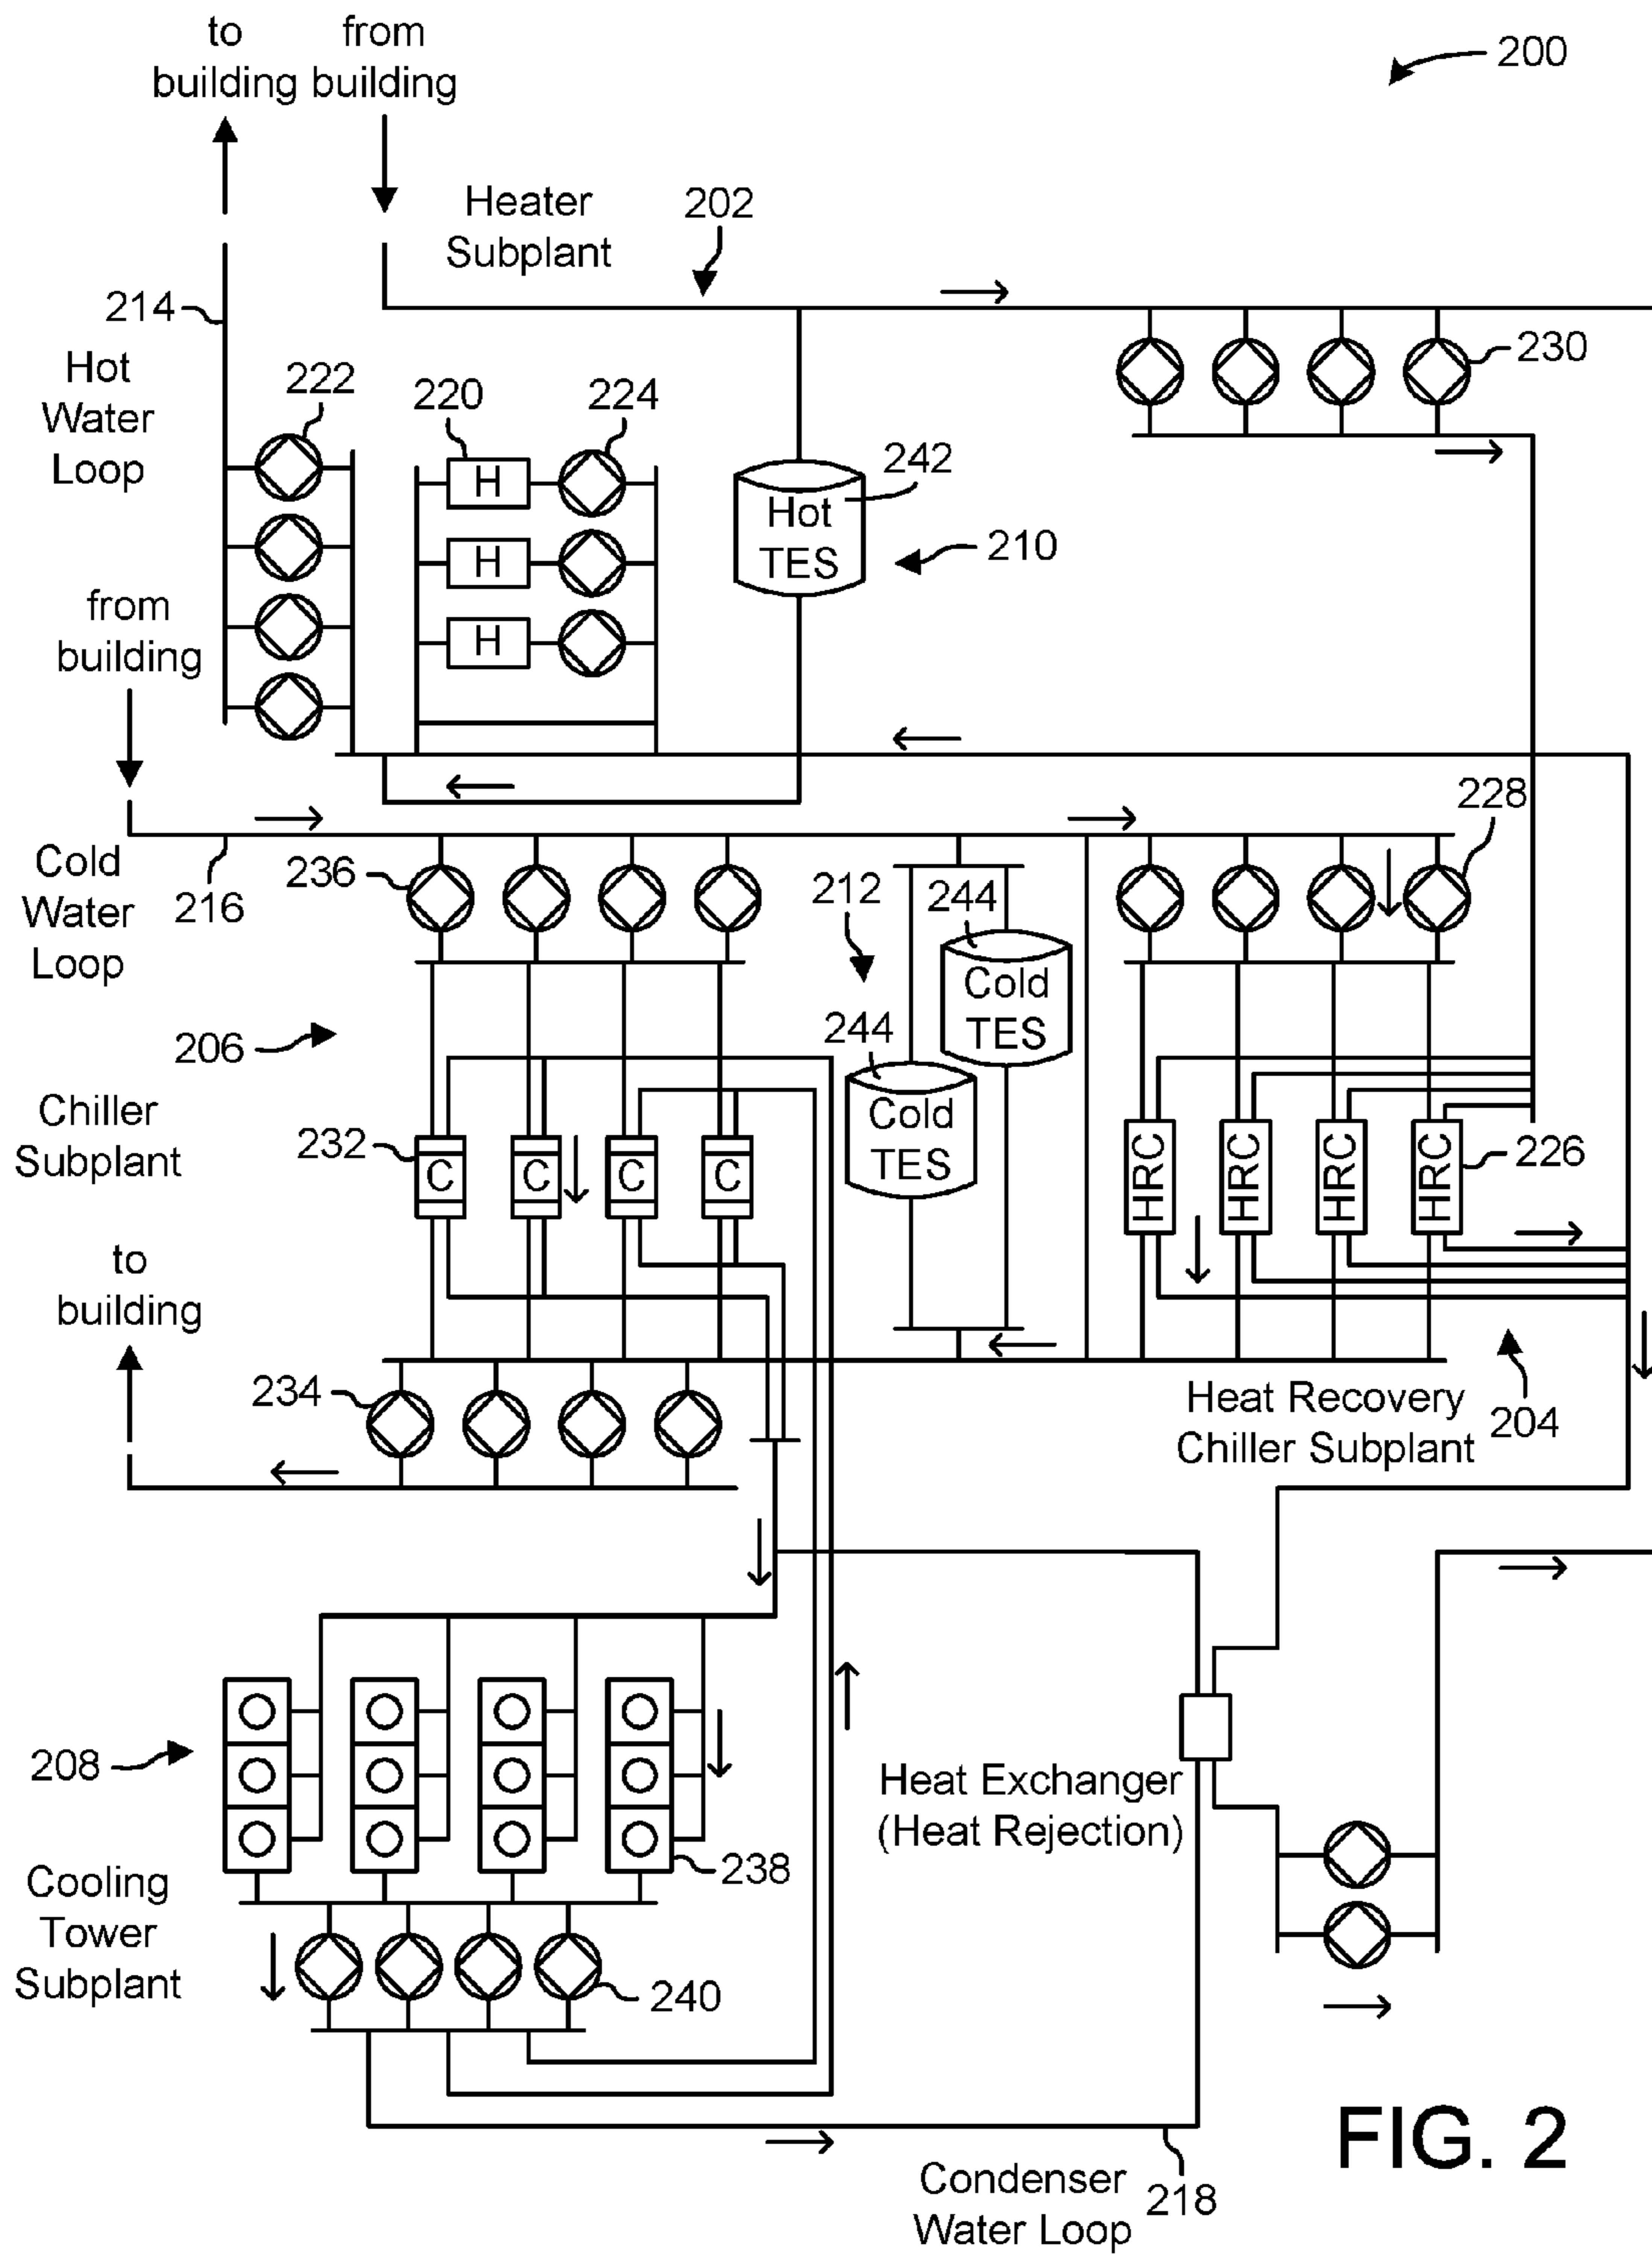 to
building
from
building
200
Heater
Subplant
202
214
Hot
Water
Loop
222
220
224
230
H
H
H
Hot
TES
242
210
from
building
228
Cold
Water
Loop
216
236
212
244
Cold
TES
244
Cold
TES
206
Chiller
Subplant
232
C
C
C
C
HRC
HRC
HRC
HRC
226
to
building
234
Heat Recovery
Chiller Subplant
204
208
Heat Exchanger
(Heat Rejection)
238
Cooling
Tower
Subplant
240
Condenser
Water Loop
218
FIG. 2